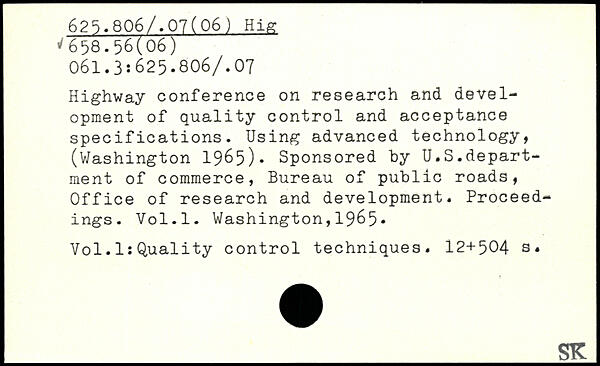 625.806/.07(06) Hig
✓658.56(06)
061.3:625.806/.07
Highway conference on research and devel-
opment of quality control and acceptance
specifications. Using advanced technology,
(Washington 1965). Sponsored by U.S.depart-
ment of commerce, Bureau of public roads,
Office of research and development. Proceed-
ings. Vol.1. Washington,1965.
Vol.1:Quality control techniques. 12+504 s.
SK